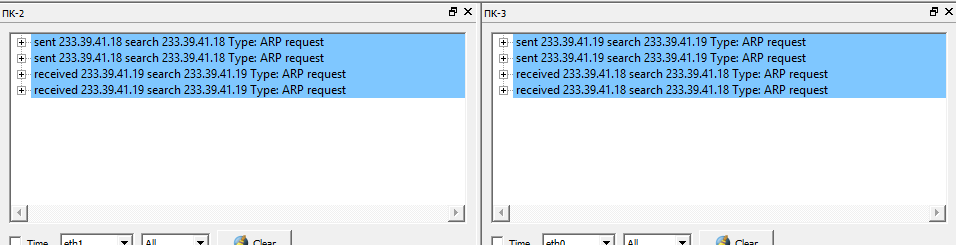 ПК-2
sent 233.39.41.18 search 233.39.41.18 Type: ARP request
sent 233.39.41.18 search 233.39.41.18 Type: ARP request
received 233.39.41.19 search 233.39.41.19 Type: ARP request
received 233.39.41.19 search 233.39.41.19 Type: ARP request
Time eth1 All Clear
ПК-3
sent 233.39.41.19 search 233.39.41.19 Type: ARP request
sent 233.39.41.19 search 233.39.41.19 Type: ARP request
received 233.39.41.18 search 233.39.41.18 Type: ARP request
received 233.39.41.18 search 233.39.41.18 Type: ARP request
Time eth0 All Clear